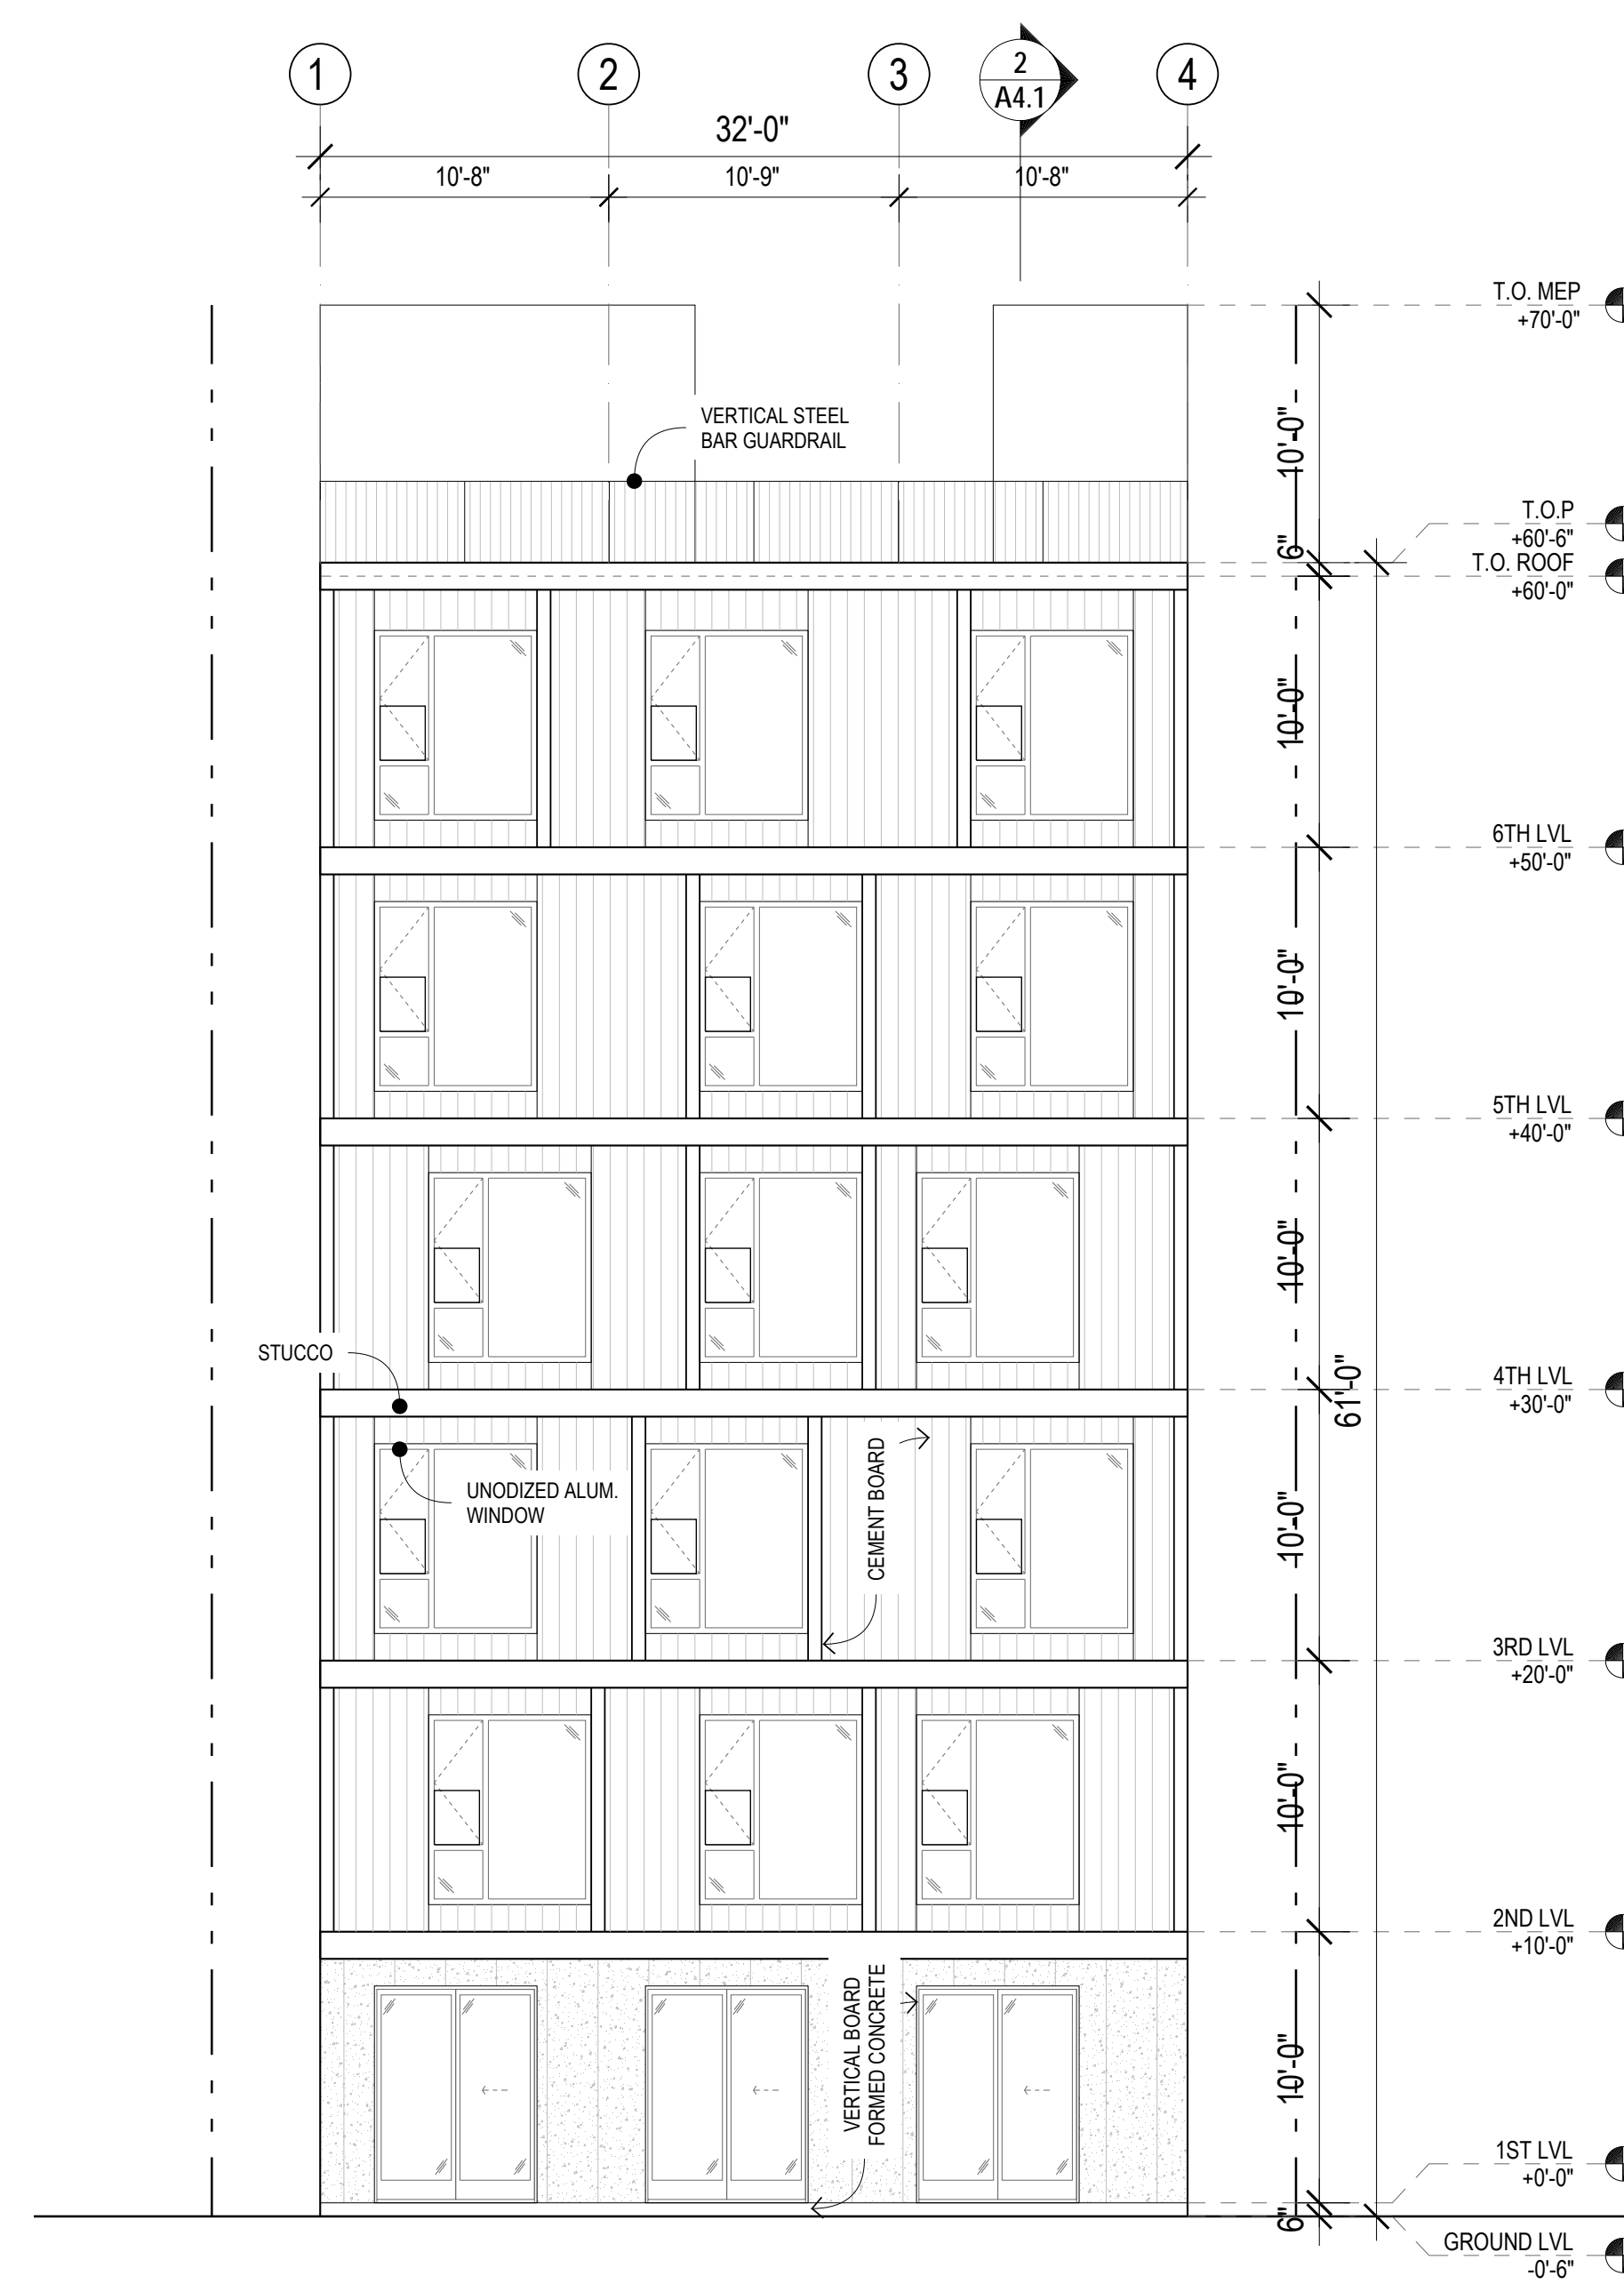 1
2
3
2
A4.1
4
32'-0"
10'-8"
10'-9"
10'-8"
T.O. MEP
+70'-0"
VERTICAL STEEL
BAR GUARDRAIL
10'-0"
T.O.P
+60'-6"
6"
T.O. ROOF
+60'-0"
10'-0"
6TH LVL
+50'-0"
10'-0"
5TH LVL
+40'-0"
10'-0"
STUCCO
4TH LVL
+30'-0"
61'-0"
UNODIZED ALUM.
WINDOW
CEMENT BOARD
10'-0"
3RD LVL
+20'-0"
10'-0"
2ND LVL
+10'-0"
VERTICAL BOARD
FORMED CONCRETE
10'-0"
1ST LVL
+0'-0"
6"
GROUND LVL
-0'-6"